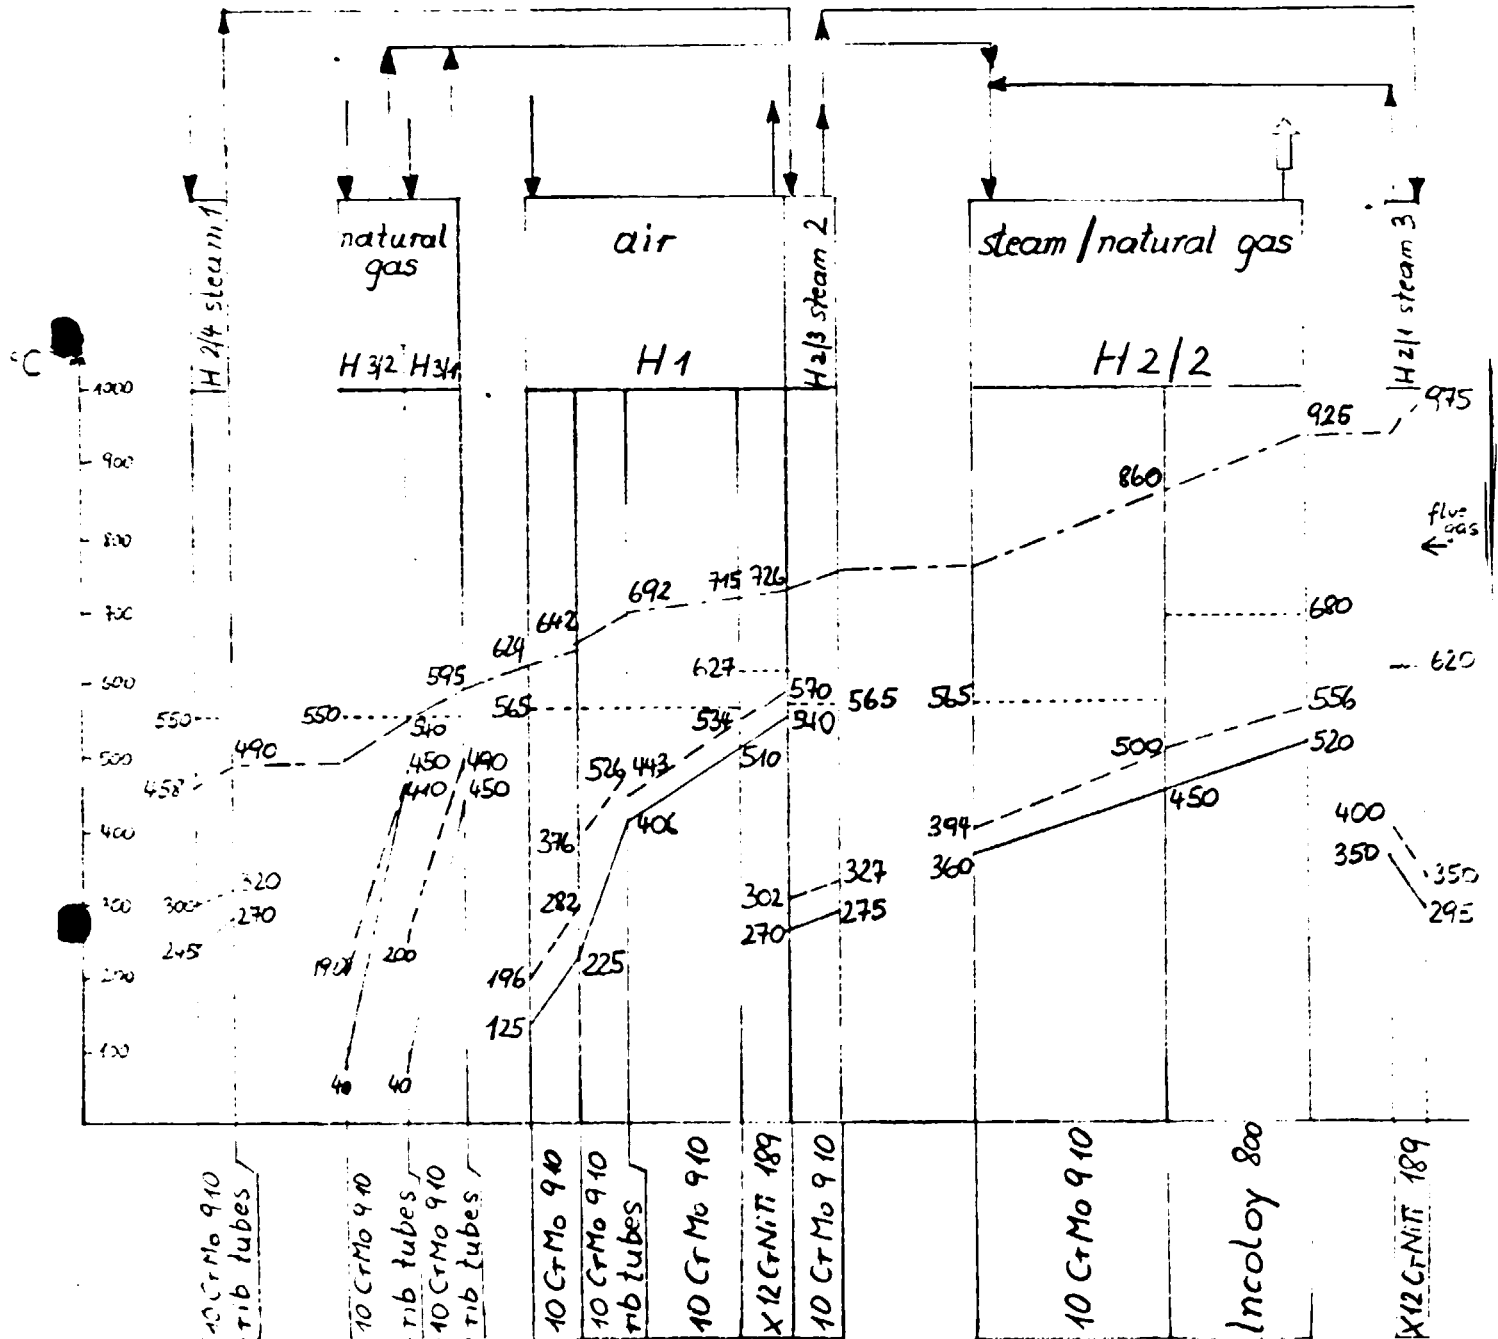 H 2/4 steam 1
natural
gas
air
H 2/3 steam 2
steam / natural gas
H 2/1 steam 3
H 3/2 H 3/1
H 1
H 2/2
°C
1000
900
800
700
600
500
400
300
200
100
975
926
860
flue
gas
715 726
692
680
642
624
627
620
595
570
565 565 565
556
550 550
540 534 540
490
526 443 510
500
520
458
450 490
410 450
450
406
400
376
394
350
360
320
327
350
300
282
302
295
270
275
245
270
190 200
196
225
125
40 40
10 CrMo 910
rib tubes
10 CrMo 910
rib tubes
10 CrMo 910
rib tubes
10 CrMo 910
10 CrMo 910
rib tubes
10 CrMo 910
X12CrNiTi 189
10 CrMo 910
10 CrMo 910
Incoloy 800
X12CrNiTi 189